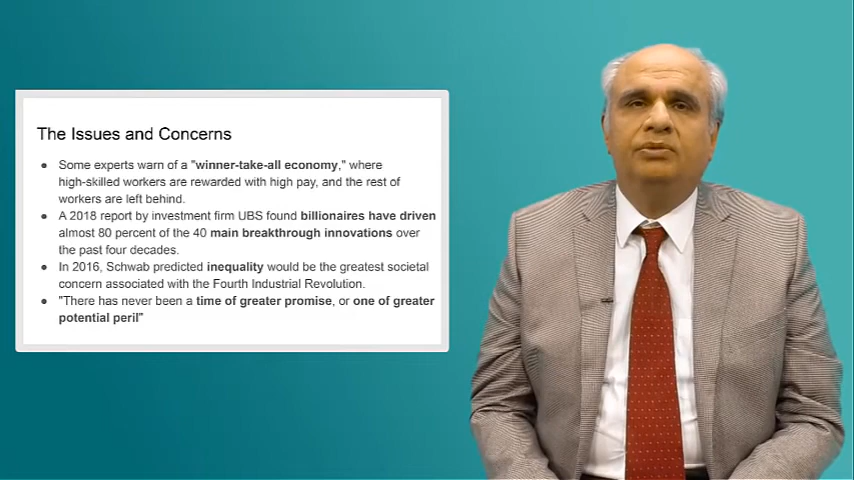 The Issues and Concerns
● Some experts warn of a "winner-take-all economy," where
high-skilled workers are rewarded with high pay, and the rest of
workers are left behind.
● A 2018 report by investment firm UBS found billionaires have driven
almost 80 percent of the 40 main breakthrough innovations over
the past four decades.
● In 2016, Schwab predicted inequality would be the greatest societal
concern associated with the Fourth Industrial Revolution.
● "There has never been a time of greater promise, or one of greater
potential peril"